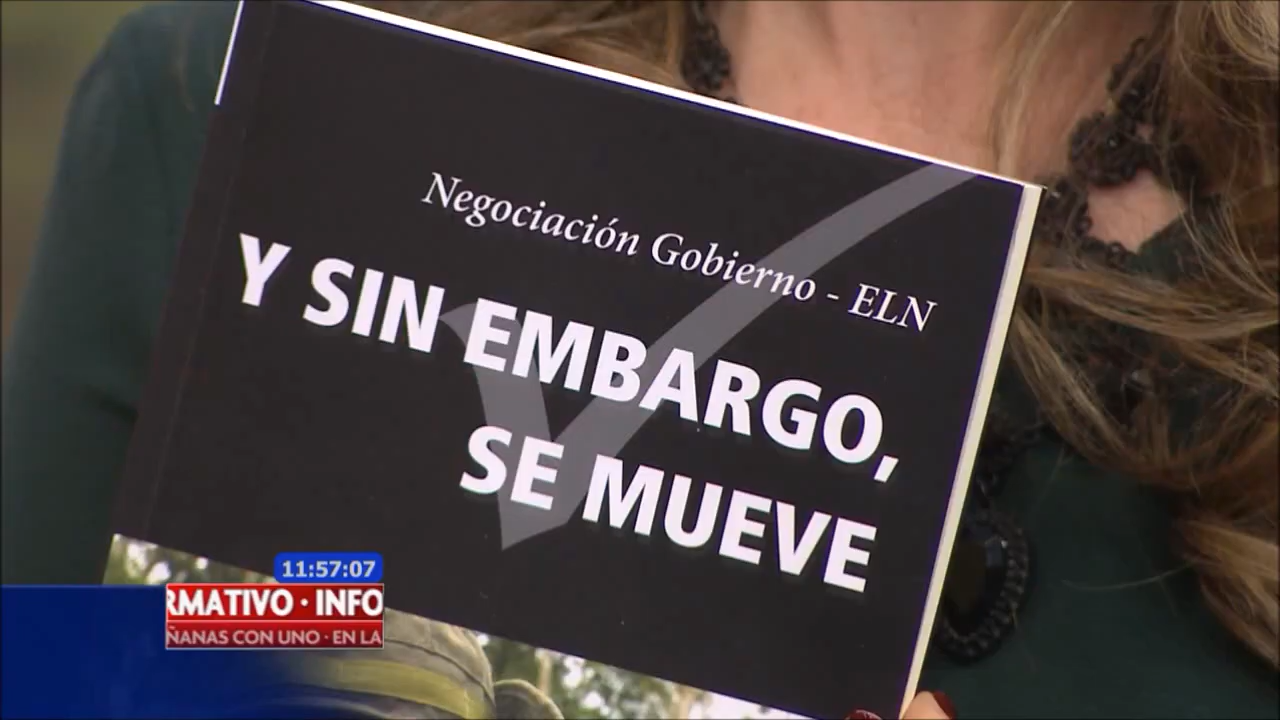 Negociación Gobierno - ELN
Y SIN EMBARGO,
SE MUEVE
11:57:07
RMATIVO · INFO
ÑANAS CON UNO · EN LA